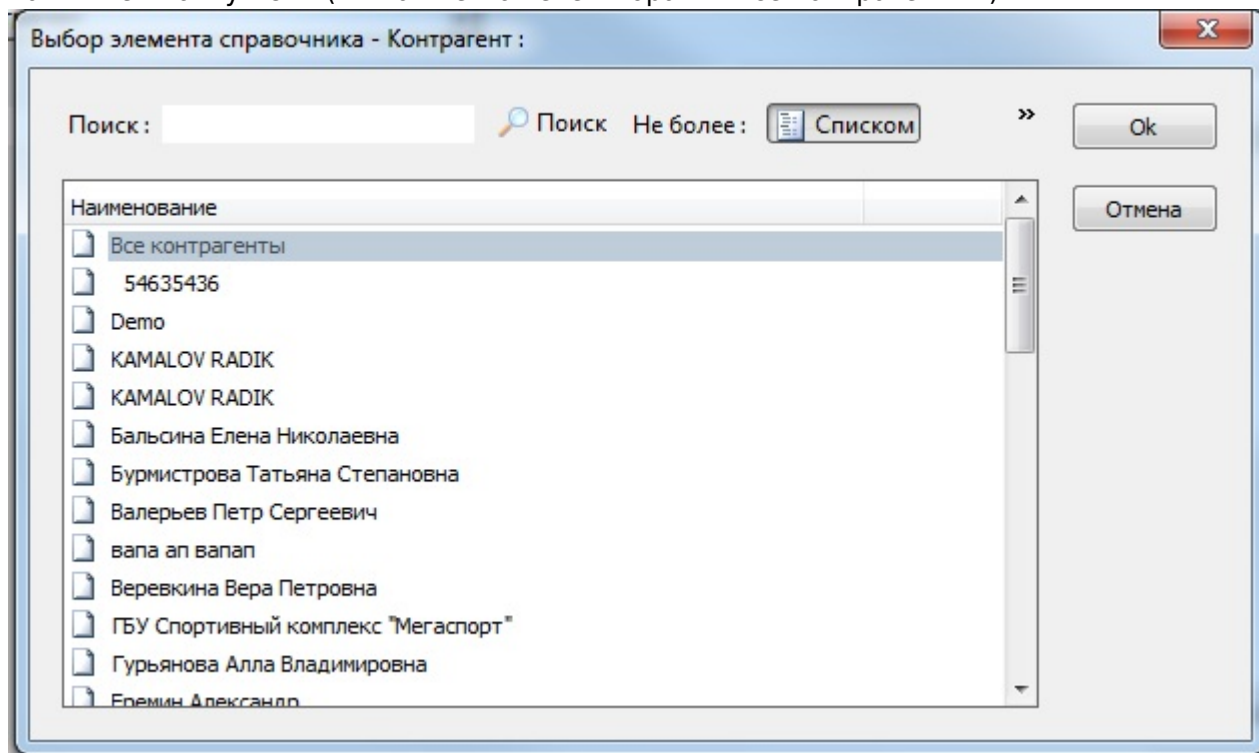 Выбор элемента справочника - Контрагент :
Поиск : Поиск Не более : Списком » Ok
Отмена
Наименование
Все контрагенты
54635436
Demo
KAMALOV RADIK
KAMALOV RADIK
Бальсина Елена Николаевна
Бурмистрова Татьяна Степановна
Валерьев Петр Сергеевич
вапа ап вапап
Веревкина Вера Петровна
ГБУ Спортивный комплекс "Мегаспорт"
Гурьянова Алла Владимировна
Еремин Александр